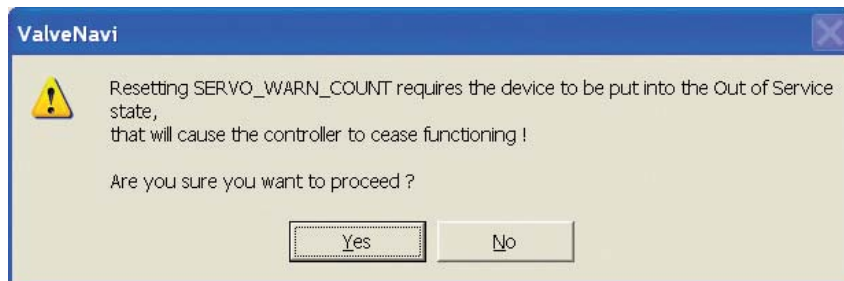 ValveNavi
Resetting SERVO_WARN_COUNT requires the device to be put into the Out of Service
state,
that will cause the controller to cease functioning !
Are you sure you want to proceed ?
Yes
No